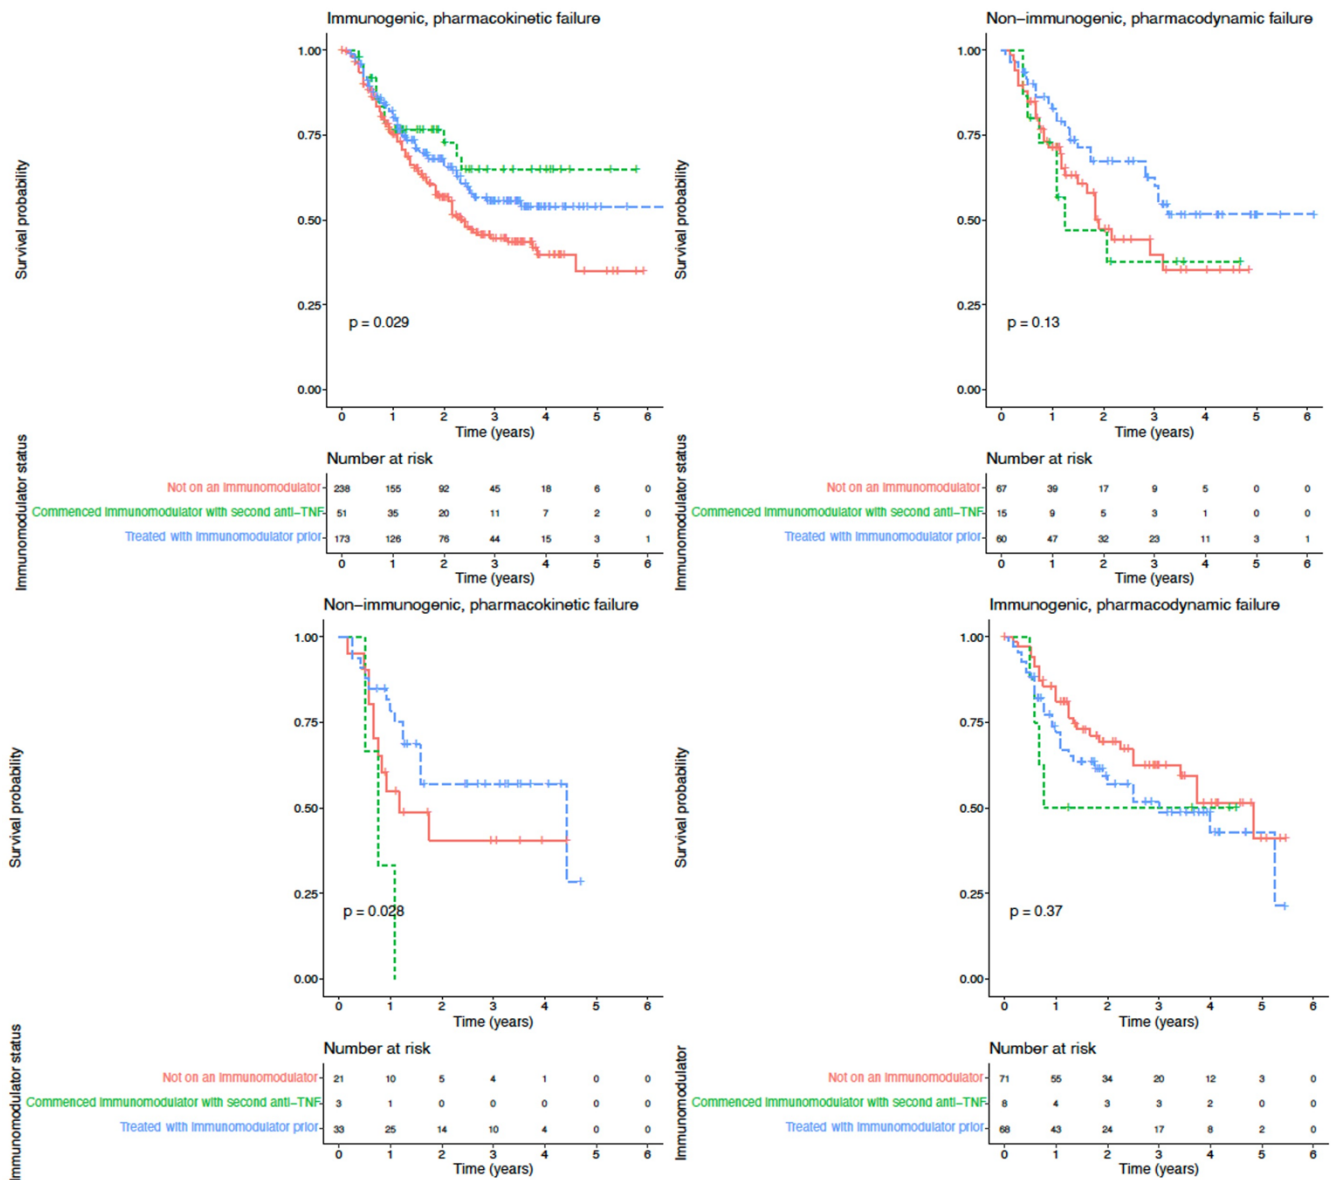 Immunogenic, pharmacokinetic failure
1.00
0.75
0.50
0.25
0.00
Survival probability
p = 0.029
0 1 2 3 4 5 6
Time (years)
Number at risk
Immunomodulator status
Not on an Immunomodulator 238 155 92 45 18 6 0
Commenced Immunomodulator with second anti-TNF 51 35 20 11 7 2 0
Treated with Immunomodulator prior 173 126 76 44 15 3 1
0 1 2 3 4 5 6
Time (years)
Non-immunogenic, pharmacodynamic failure
1.00
0.75
0.50
0.25
0.00
Survival probability
p = 0.13
0 1 2 3 4 5 6
Time (years)
Number at risk
Immunomodulator status
Not on an Immunomodulator 67 39 17 9 5 0 0
Commenced Immunomodulator with second anti-TNF 15 9 5 3 1 0 0
Treated with Immunomodulator prior 60 47 32 23 11 3 1
0 1 2 3 4 5 6
Time (years)
Non-immunogenic, pharmacokinetic failure
1.00
0.75
0.50
0.25
0.00
Survival probability
p = 0.028
0 1 2 3 4 5 6
Time (years)
Number at risk
Immunomodulator status
Not on an Immunomodulator 21 10 5 4 1 0 0
Commenced Immunomodulator with second anti-TNF 3 1 0 0 0 0 0
Treated with Immunomodulator prior 33 25 14 10 4 0 0
0 1 2 3 4 5 6
Time (years)
Immunogenic, pharmacodynamic failure
1.00
0.75
0.50
0.25
0.00
Survival probability
p = 0.37
0 1 2 3 4 5 6
Time (years)
Number at risk
Immunomodulator
Not on an Immunomodulator 71 55 34 20 12 3 0
Commenced Immunomodulator with second anti-TNF 8 4 3 3 2 0 0
Treated with Immunomodulator prior 68 43 24 17 8 2 0
0 1 2 3 4 5 6
Time (years)